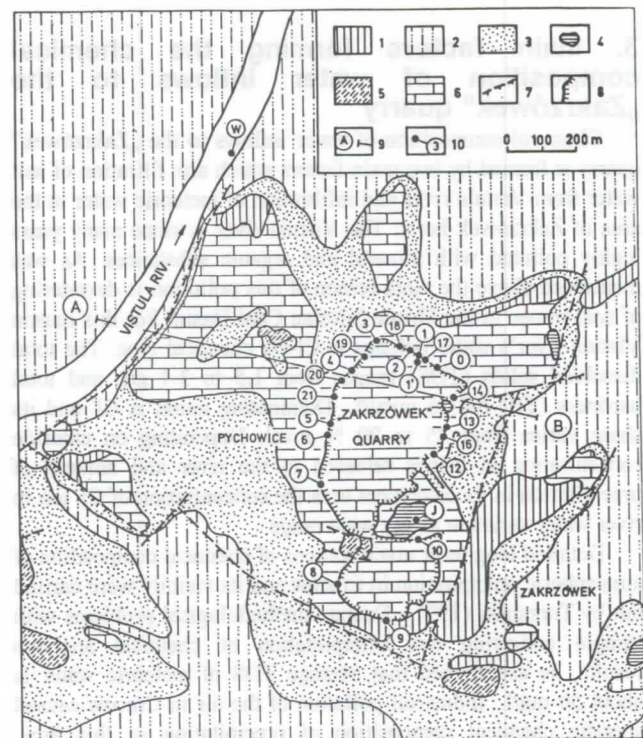 1 2 3 4
5 6 7 8
A 9 3 10 0 100 200 m
W
VISTULA RIV.
A
3 18 1 17
19 2 0
4 1'
20 14
21
"ZAKRZÓWEK"
QUARRY
5 13 B
PYCHOWICE 6 16
12
7
J
10
8 ZAKRZÓWEK
9